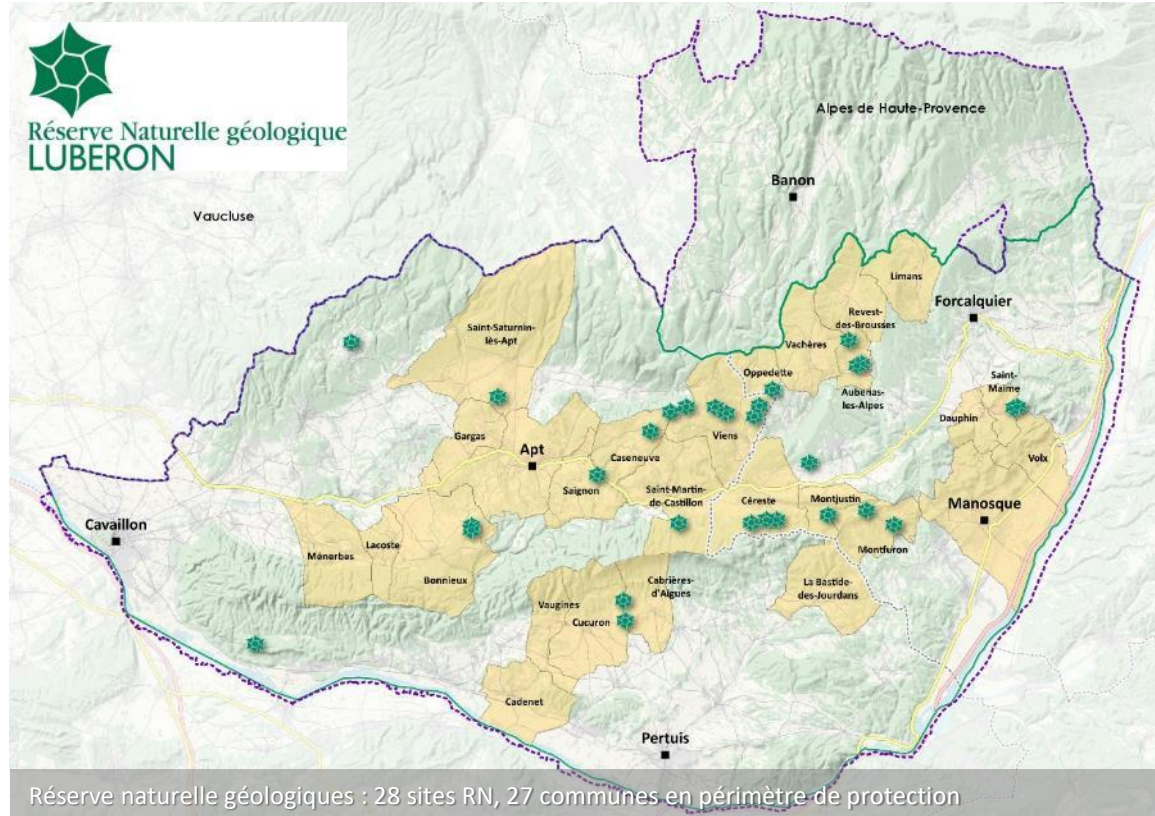 Réserve Naturelle géologique
LUBERON
Alpes de Haute-Provence
Banon
Vaucluse
Limans
Forcalquier
Revest-
des-Brousses
Saint-Saturnin-
lès-Apt
Vachères
Oppedette
Saint-
Maime
Aubenas-
les-Alpes
Dauphin
Gargas
Viens
Apt
Caseneuve
Volx
Saignon
Saint-Martin-
de-Castillon
Céreste
Montjustin
Manosque
Cavaillon
Lacoste
Ménerbes
Montfuron
Bonnieux
Cabrières-
d'Aigues
La Bastide-
des-Jourdans
Vaugines
Cucuron
Cadenet
Pertuis
Réserve naturelle géologiques : 28 sites RN, 27 communes en périmètre de protection